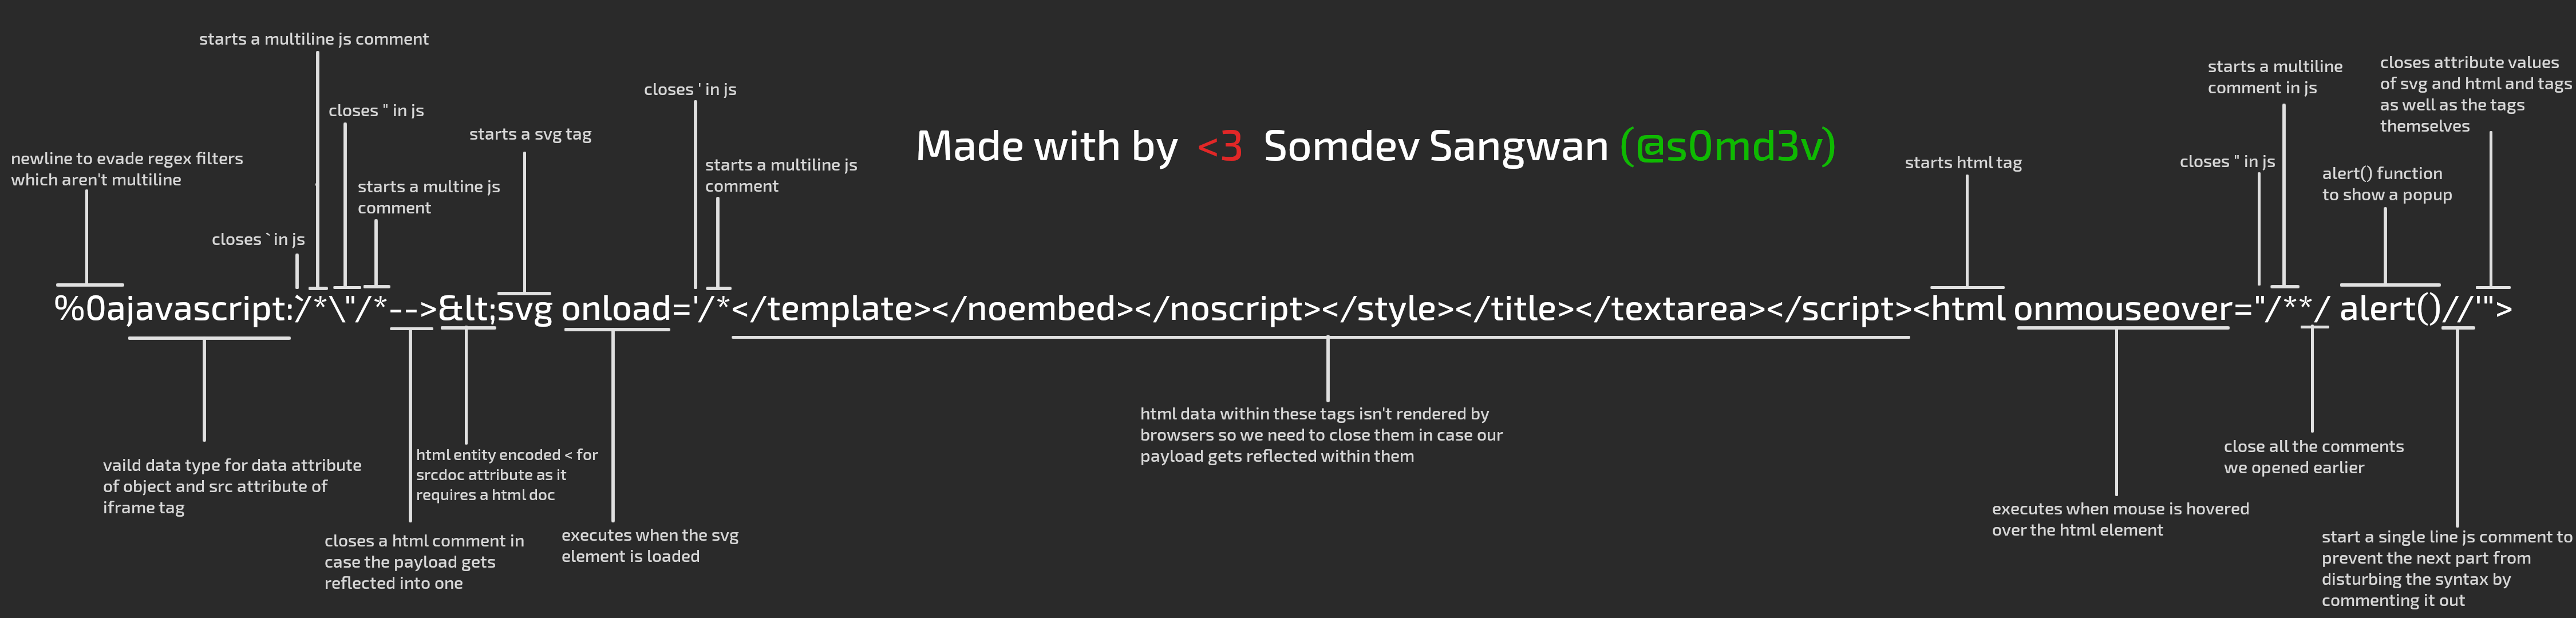 starts a multiline js comment
closes " in js
newline to evade regex filters
which aren't multiline
starts a multine js
comment
closes ` in js
starts a svg tag
closes ' in js
starts a multiline js
comment
Made with by <3 Somdev Sangwan (@s0md3v)
starts html tag
starts a multiline
comment in js
closes " in js
closes attribute values
of svg and html and tags
as well as the tags
themselves
alert() function
to show a popup
%0ajavascript:`/*\"/*--&gt;&lt;svg onload='/*</template></noembed></noscript></style></title></textarea></script><html onmouseover="/**/ alert()//'">
vaild data type for data attribute
of object and src attribute of
iframe tag
closes a html comment in
case the payload gets
reflected into one
html entity encoded < for
srcdoc attribute as it
requires a html doc
executes when the svg
element is loaded
html data within these tags isn't rendered by
browsers so we need to close them in case our
payload gets reflected within them
executes when mouse is hovered
over the html element
close all the comments
we opened earlier
start a single line js comment to
prevent the next part from
disturbing the syntax by
commenting it out